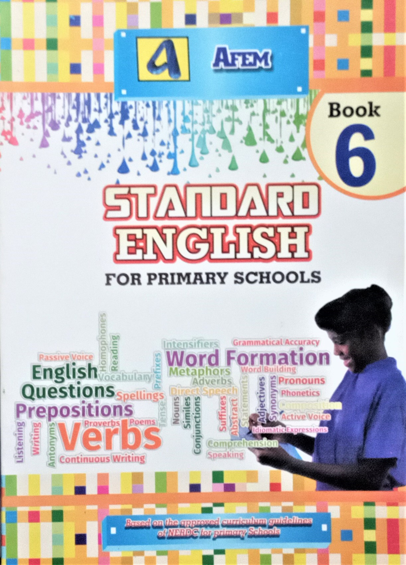 a AFEM
Book
6
STANDARD
ENGLISH
FOR PRIMARY SCHOOLS
Homophones
Reading
Passive Voice
English
Questions
Vocabulary
Prefixes
Spellings
Prepositions
Tense
Listening
Writing
Antonyms
Verbs
Proverbs
Poems
Continuous Writing
Intensifiers
Grammatical Accuracy
Word Formation
Metaphors
Word Building
Adverbs
Direct Speech
Nouns
Similes
Conjunctions
Suffixes
Abstract
Statements
Adjectives
Synonyms
Pronouns
Phonetics
Active Voice
Idiomatic Expressions
Comprehension
Speaking
Based on the approved curriculum guidelines
of NERDC for primary Schools